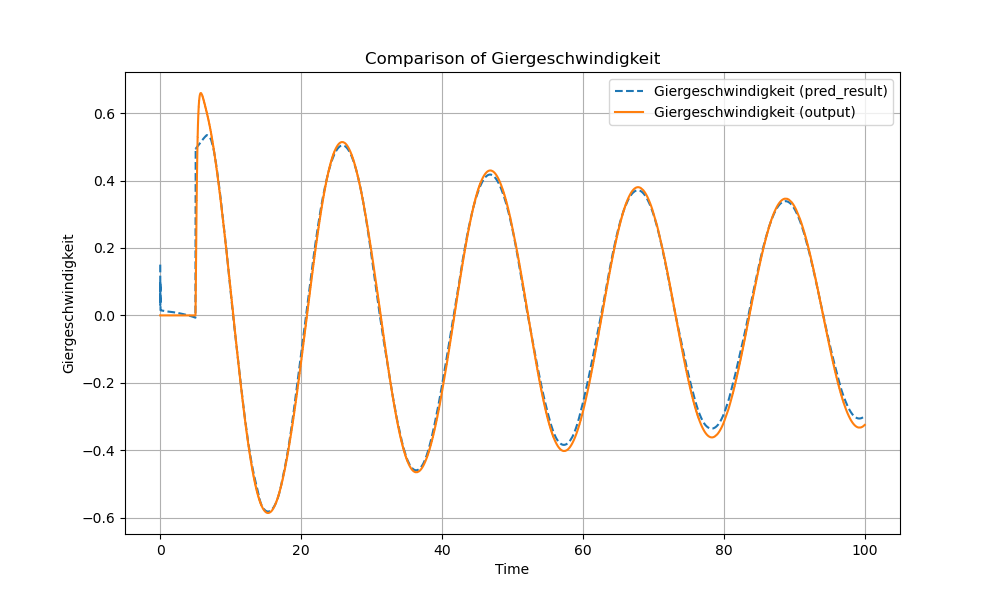 Comparison of Giergeschwindigkeit
Giergeschwindigkeit (pred_result)
Giergeschwindigkeit (output)
Giergeschwindigkeit
0.6
0.4
0.2
0.0
−0.2
−0.4
−0.6
0 20 40 60 80 100
Time